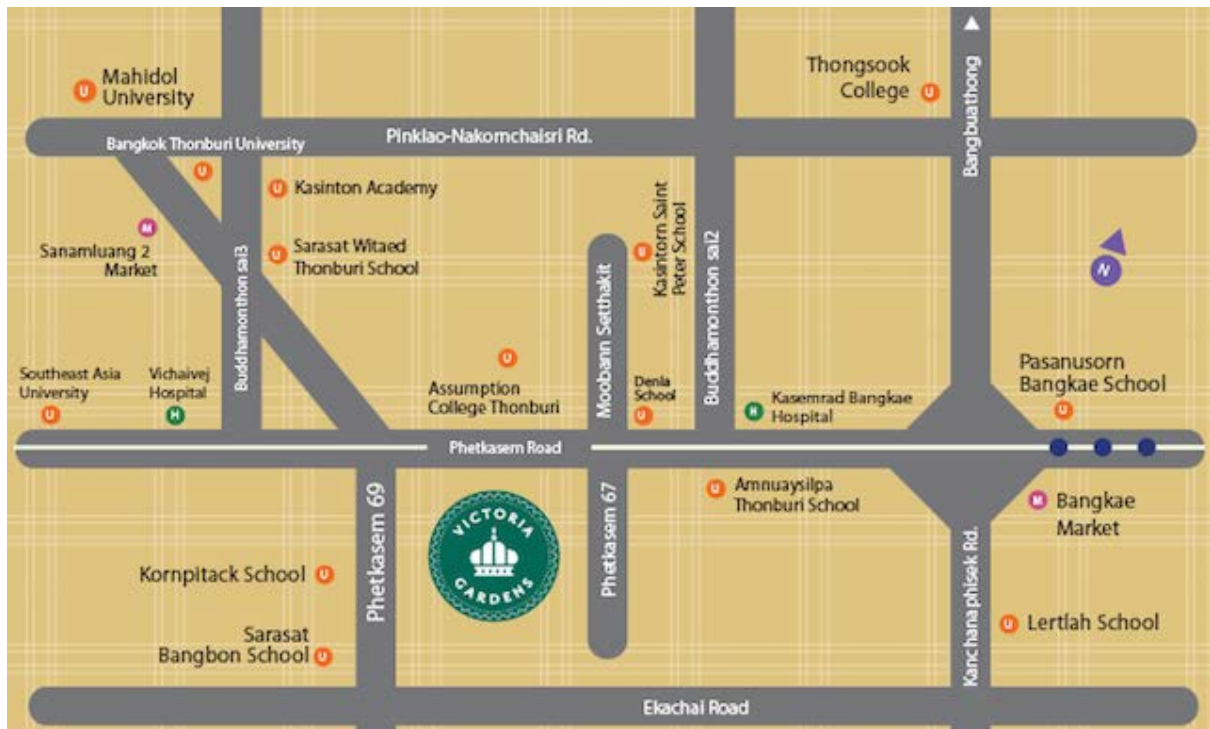 Mahidol
University
Thongsook
College
Bangbuathong
Pinklao-Nakornchaisri Rd.
Bangkok Thonburi University
U
Kasinton Academy
Sanamluang 2
Market
Buddhamonthon sai3
Sarasat Witaed
Thonburi School
Moobann Setthakit
Kasintorn Saint
Peter School
Buddhamonthon sai2
N
Southeast Asia
University
Vichaivej
Hospital
Assumption
College Thonburi
Denla
School
Kasemrad Bangkae
Hospital
Pasanusorn
Bangkae School
Phetkasem Road
Phetkasem 69
VICTORIA
GARDENS
Phetkasem 67
Amnuaysilpa
Thonburi School
M
Bangkae
Market
Kornpitack School
Sarasat
Bangbon School
Kanchanaphisek Rd.
Lertlah School
Ekachai Road